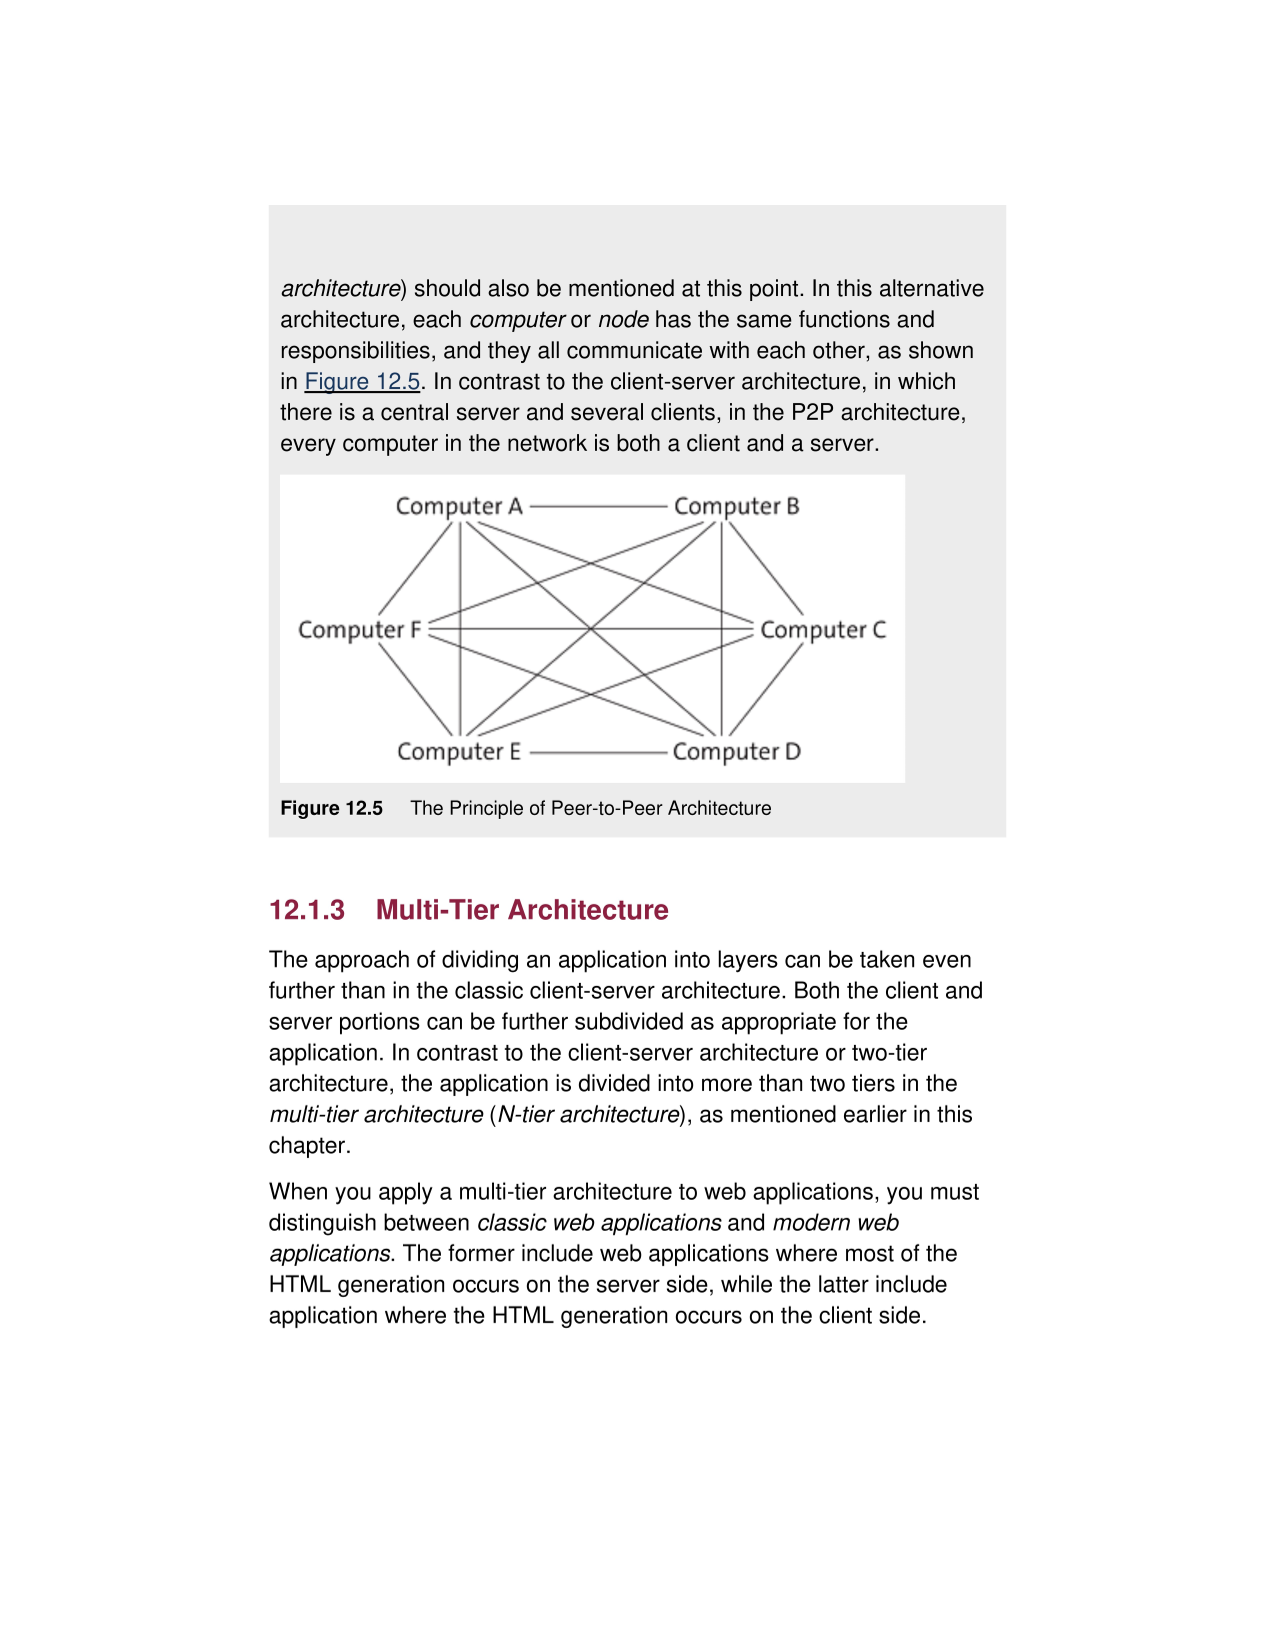 architecture) should also be mentioned at this point. In this alternative
architecture, each computer or node has the same functions and
responsibilities, and they all communicate with each other, as shown
in Figure 12.5. In contrast to the client-server architecture, in which
there is a central server and several clients, in the P2P architecture,
every computer in the network is both a client and a server.
Computer A
Computer B
Computer F
Computer C
Computer E
Computer D
Figure 12.5 The Principle of Peer-to-Peer Architecture
12.1.3 Multi-Tier Architecture
The approach of dividing an application into layers can be taken even
further than in the classic client-server architecture. Both the client and
server portions can be further subdivided as appropriate for the
application. In contrast to the client-server architecture or two-tier
architecture, the application is divided into more than two tiers in the
multi-tier architecture (N-tier architecture), as mentioned earlier in this
chapter.
When you apply a multi-tier architecture to web applications, you must
distinguish between classic web applications and modern web
applications. The former include web applications where most of the
HTML generation occurs on the server side, while the latter include
application where the HTML generation occurs on the client side.